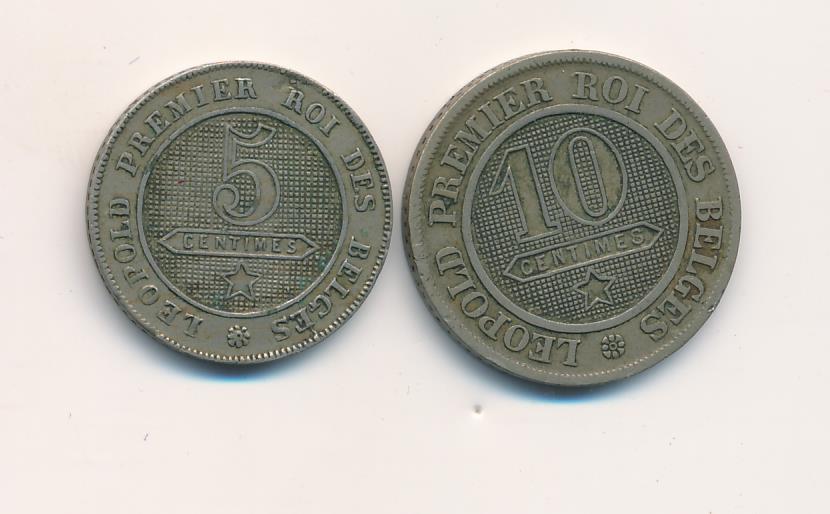 LEOPOLD PREMIER ROI DES BELGES
5
CENTIMES
LEOPOLD PREMIER ROI DES BELGES
10
CENTIMES